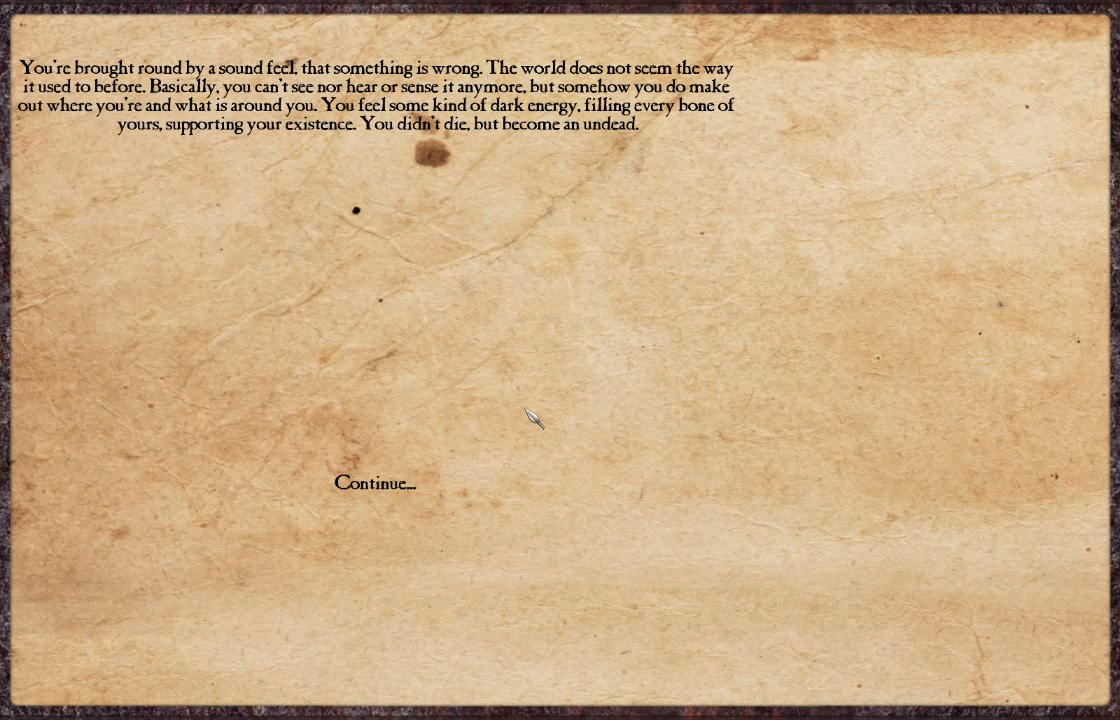 You're brought round by a sound feel, that something is wrong. The world does not seem the way
it used to before. Basically, you can't see nor hear or sense it anymore, but somehow you do make
out where you're and what is around you. You feel some kind of dark energy, filling every bone of
yours, supporting your existence. You didn't die, but become an undead.
Continue...